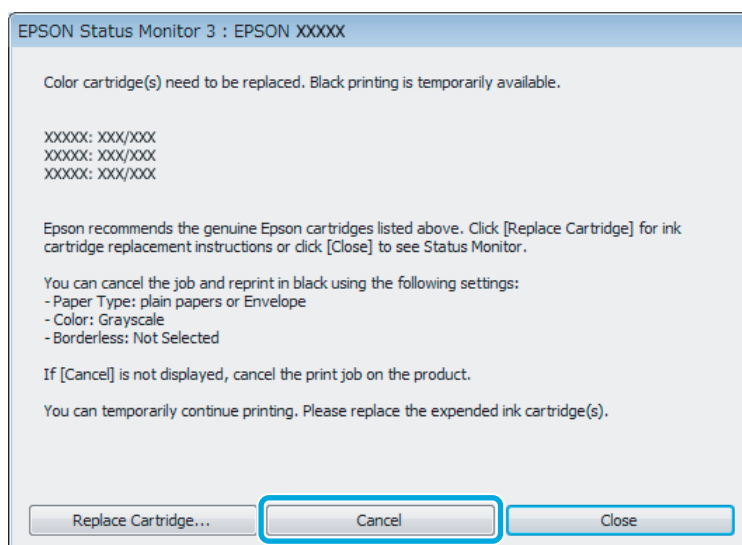 EPSON Status Monitor 3 : EPSON XXXXX
Color cartridge(s) need to be replaced. Black printing is temporarily available.
XXXXX: XXX/XXX
XXXXX: XXX/XXX
XXXXX: XXX/XXX
Epson recommends the genuine Epson cartridges listed above. Click [Replace Cartridge] for ink
cartridge replacement instructions or click [Close] to see Status Monitor.
You can cancel the job and reprint in black using the following settings:
- Paper Type: plain papers or Envelope
- Color: Grayscale
- Borderless: Not Selected
If [Cancel] is not displayed, cancel the print job on the product.
You can temporarily continue printing. Please replace the expended ink cartridge(s).
Replace Cartridge... Cancel Close